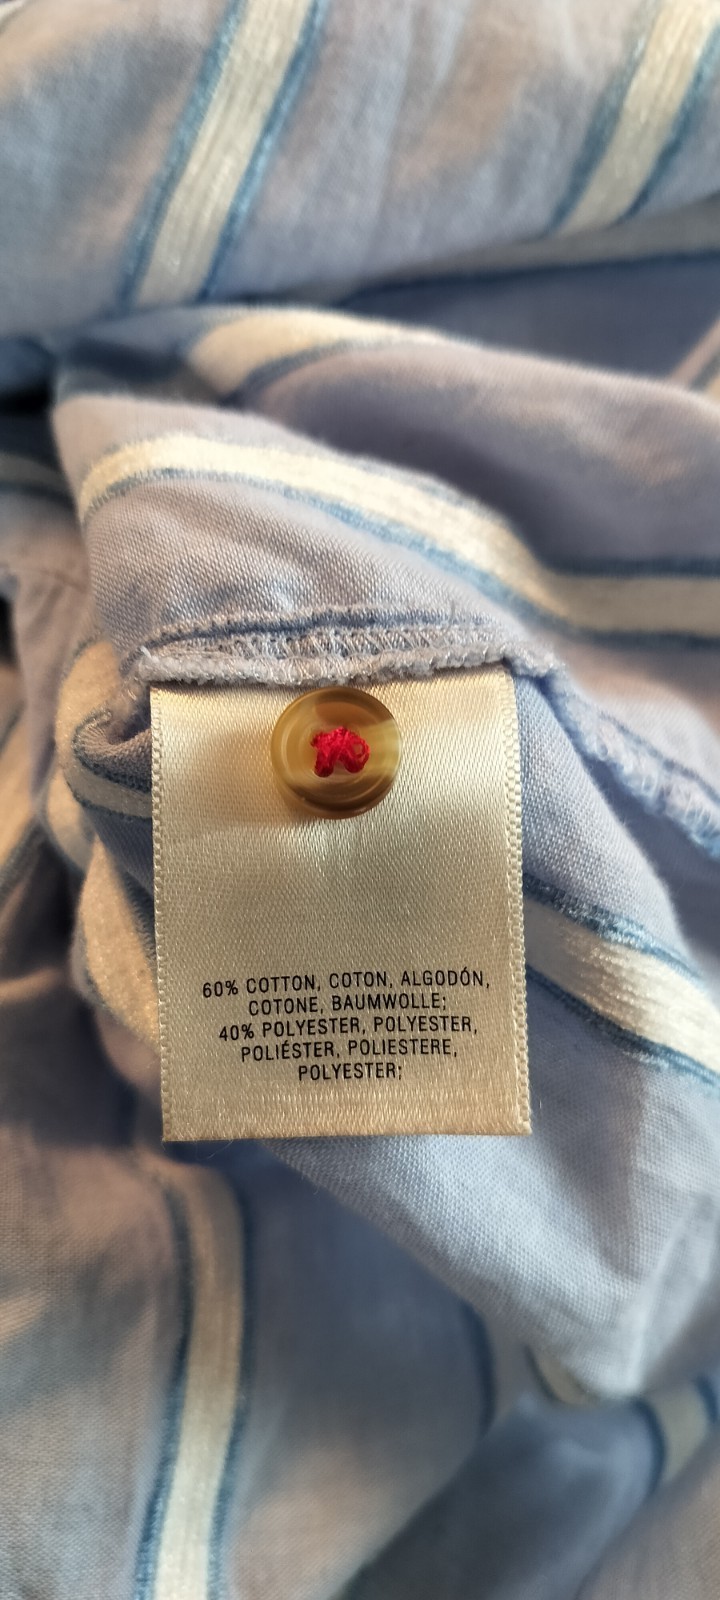 60% COTTON, COTON, ALGODÓN,
COTONE, BAUMWOLLE;
40% POLYESTER, POLYESTER,
POLIÉSTER, POLIESTERE,
POLYESTER;